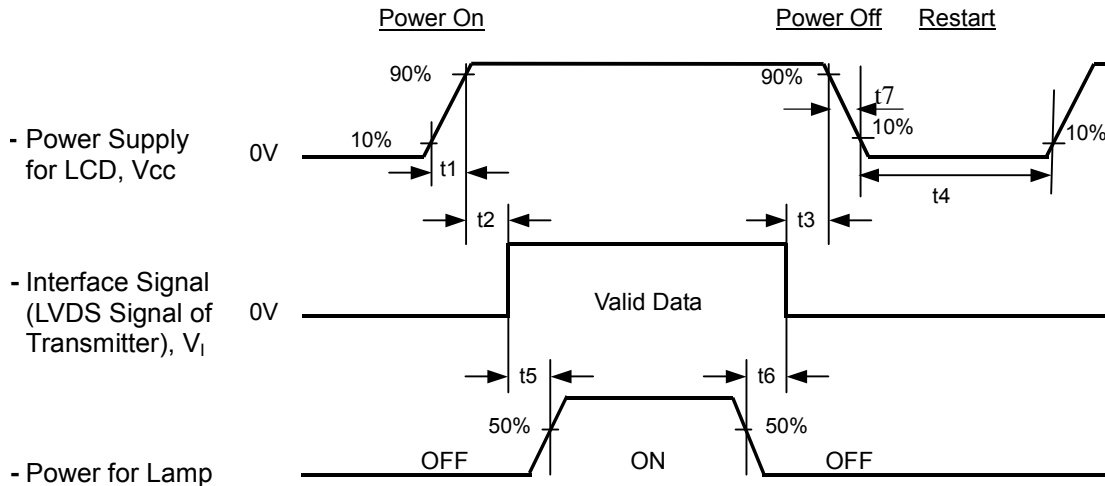 Power On
Power Off
Restart
90%
90%
t7
- Power Supply
for LCD, Vcc
0V
10%
10%
10%
t1
t4
t2
t3
- Interface Signal
(LVDS Signal of
Transmitter), VI
0V
Valid Data
t5
t6
50%
50%
- Power for Lamp
OFF
ON
OFF